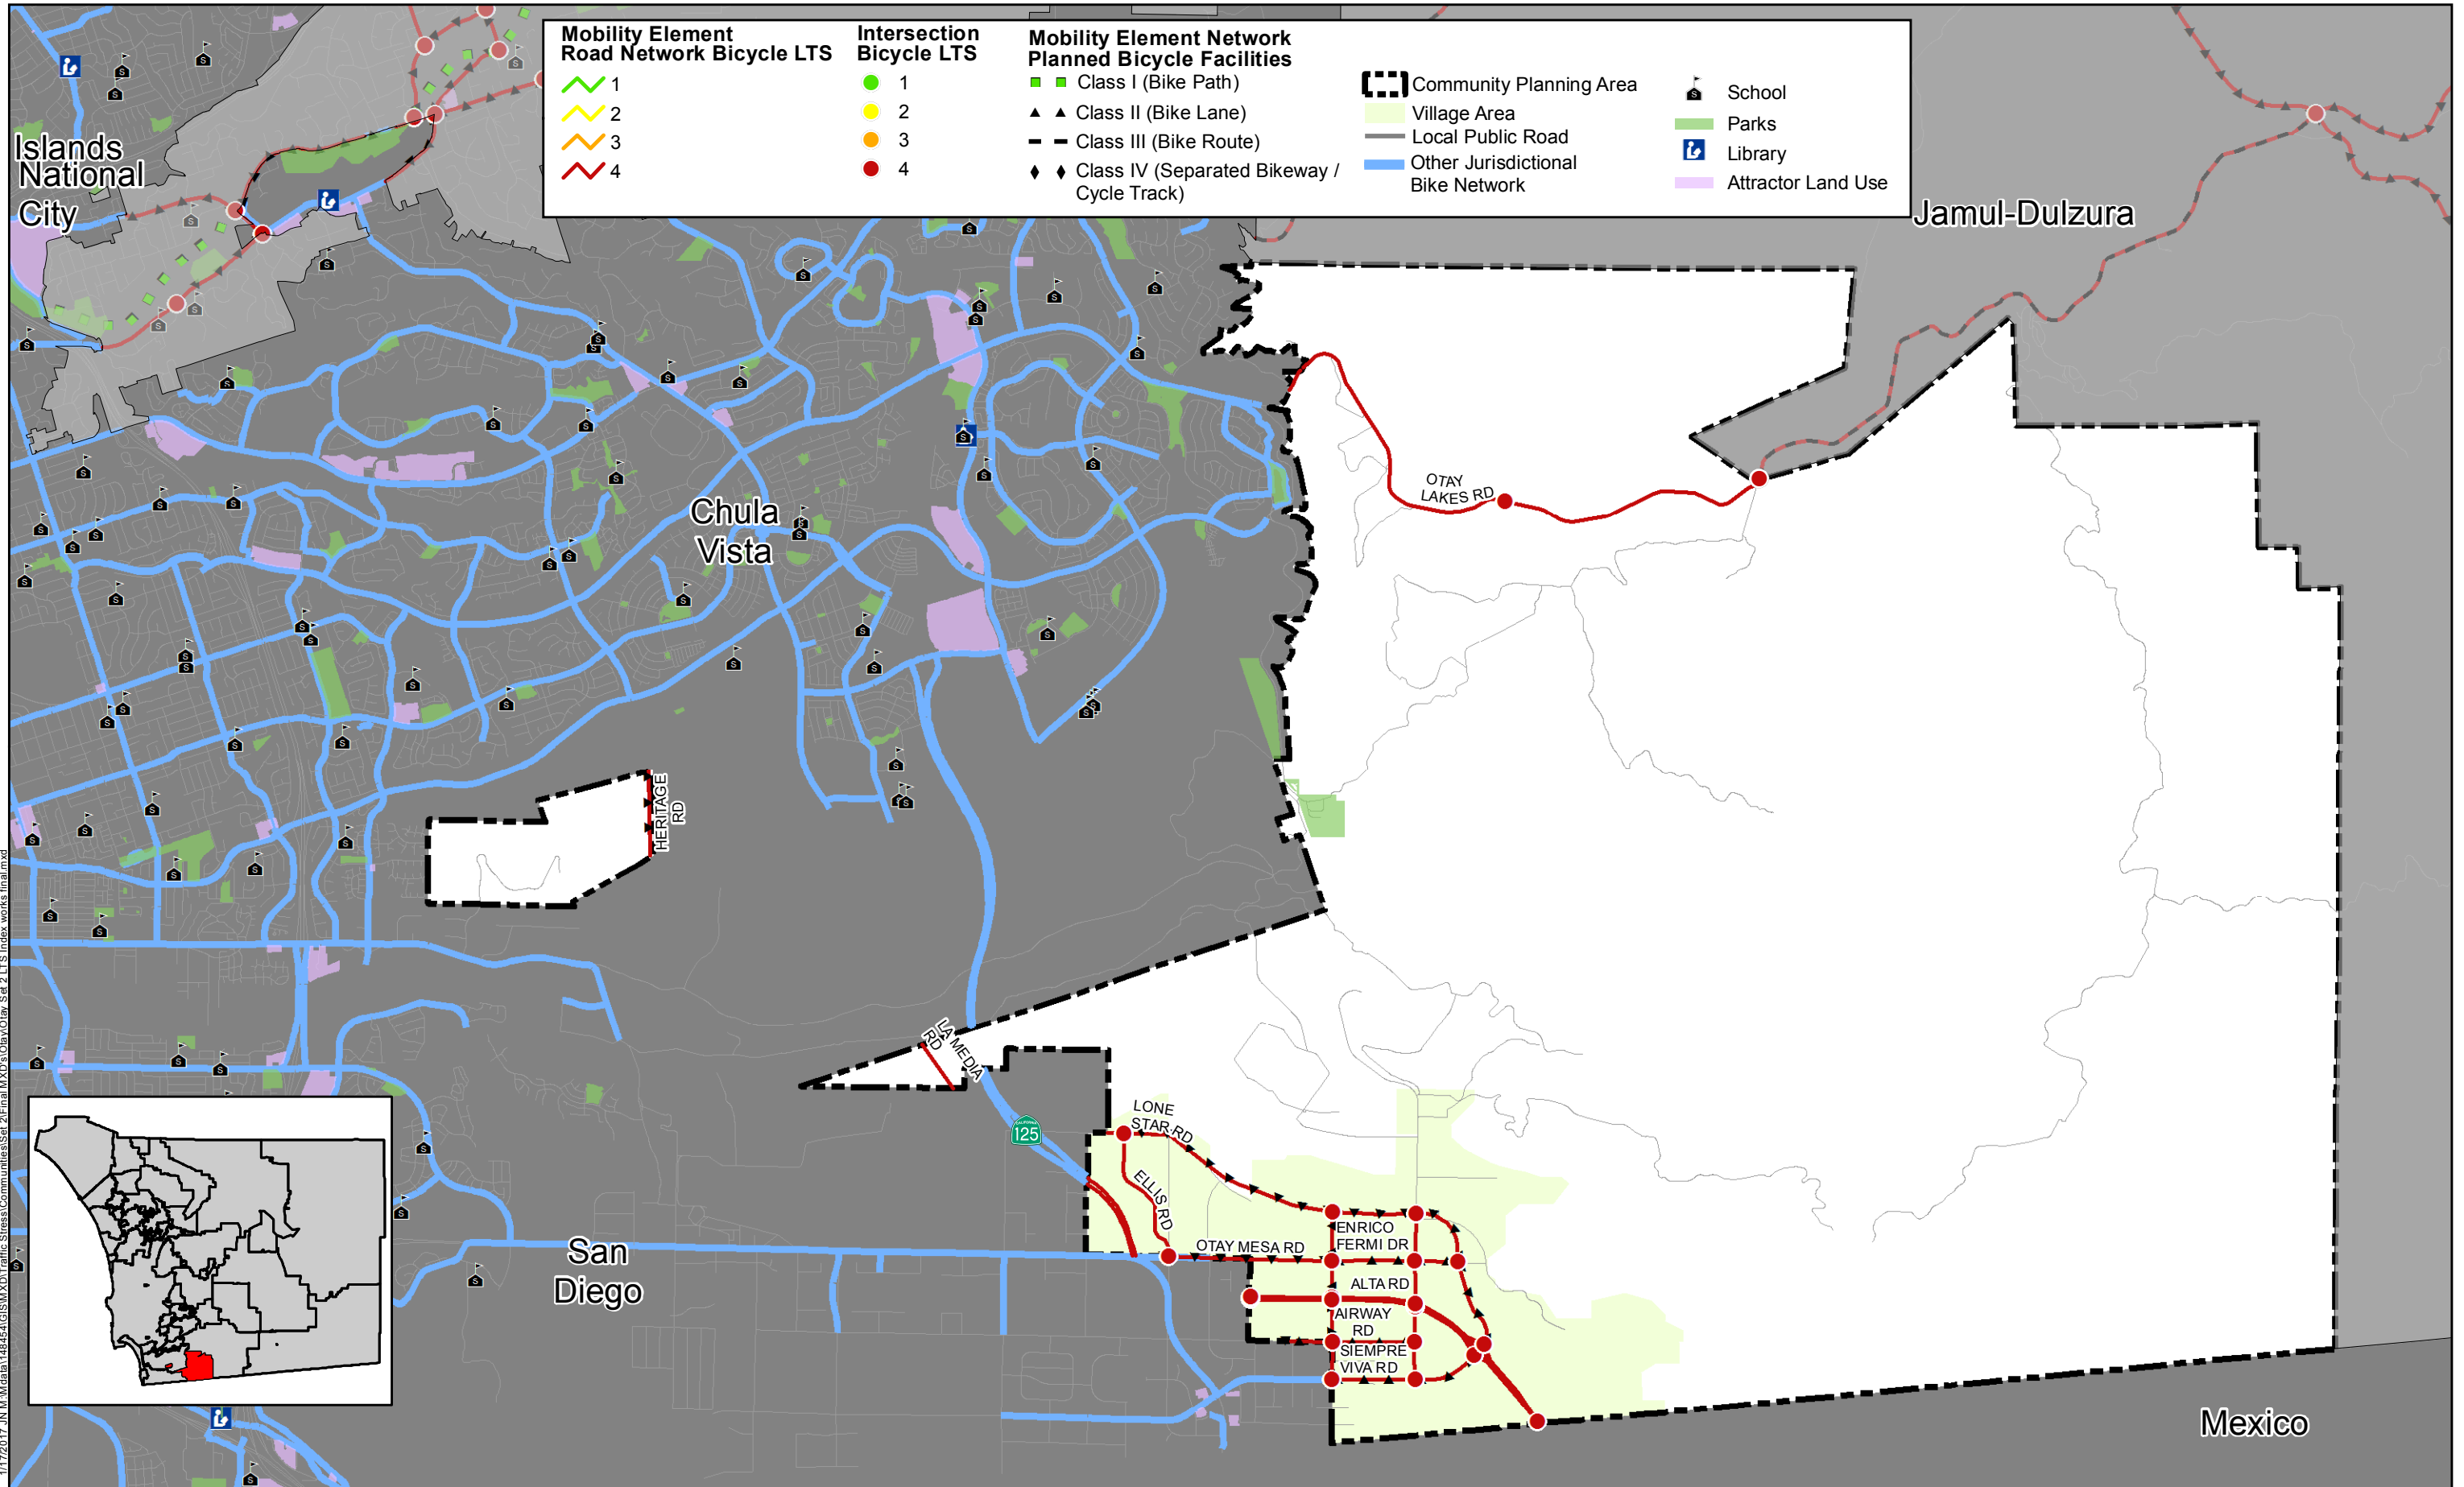 Mobility Element
Road Network Bicycle LTS
1
2
3
4
Intersection
Bicycle LTS
1
2
3
4
Mobility Element Network
Planned Bicycle Facilities
Class I (Bike Path)
Class II (Bike Lane)
Class III (Bike Route)
Class IV (Separated Bikeway /
Cycle Track)
Community Planning Area
Village Area
Local Public Road
Other Jurisdictional
Bike Network
School
Parks
Library
Attractor Land Use
Islands
National
City
Jamul-Dulzura
OTAY
LAKES RD
Chula
Vista
HERITAGE
RD
LA MEDIA
RD
CALIFORNIA
125
LONE
STAR RD
ELLIS RD
OTAY MESA RD
ENRICO
FERMI DR
ALTA RD
AIRWAY
RD
SIEMPRE
VIVA RD
San
Diego
Mexico